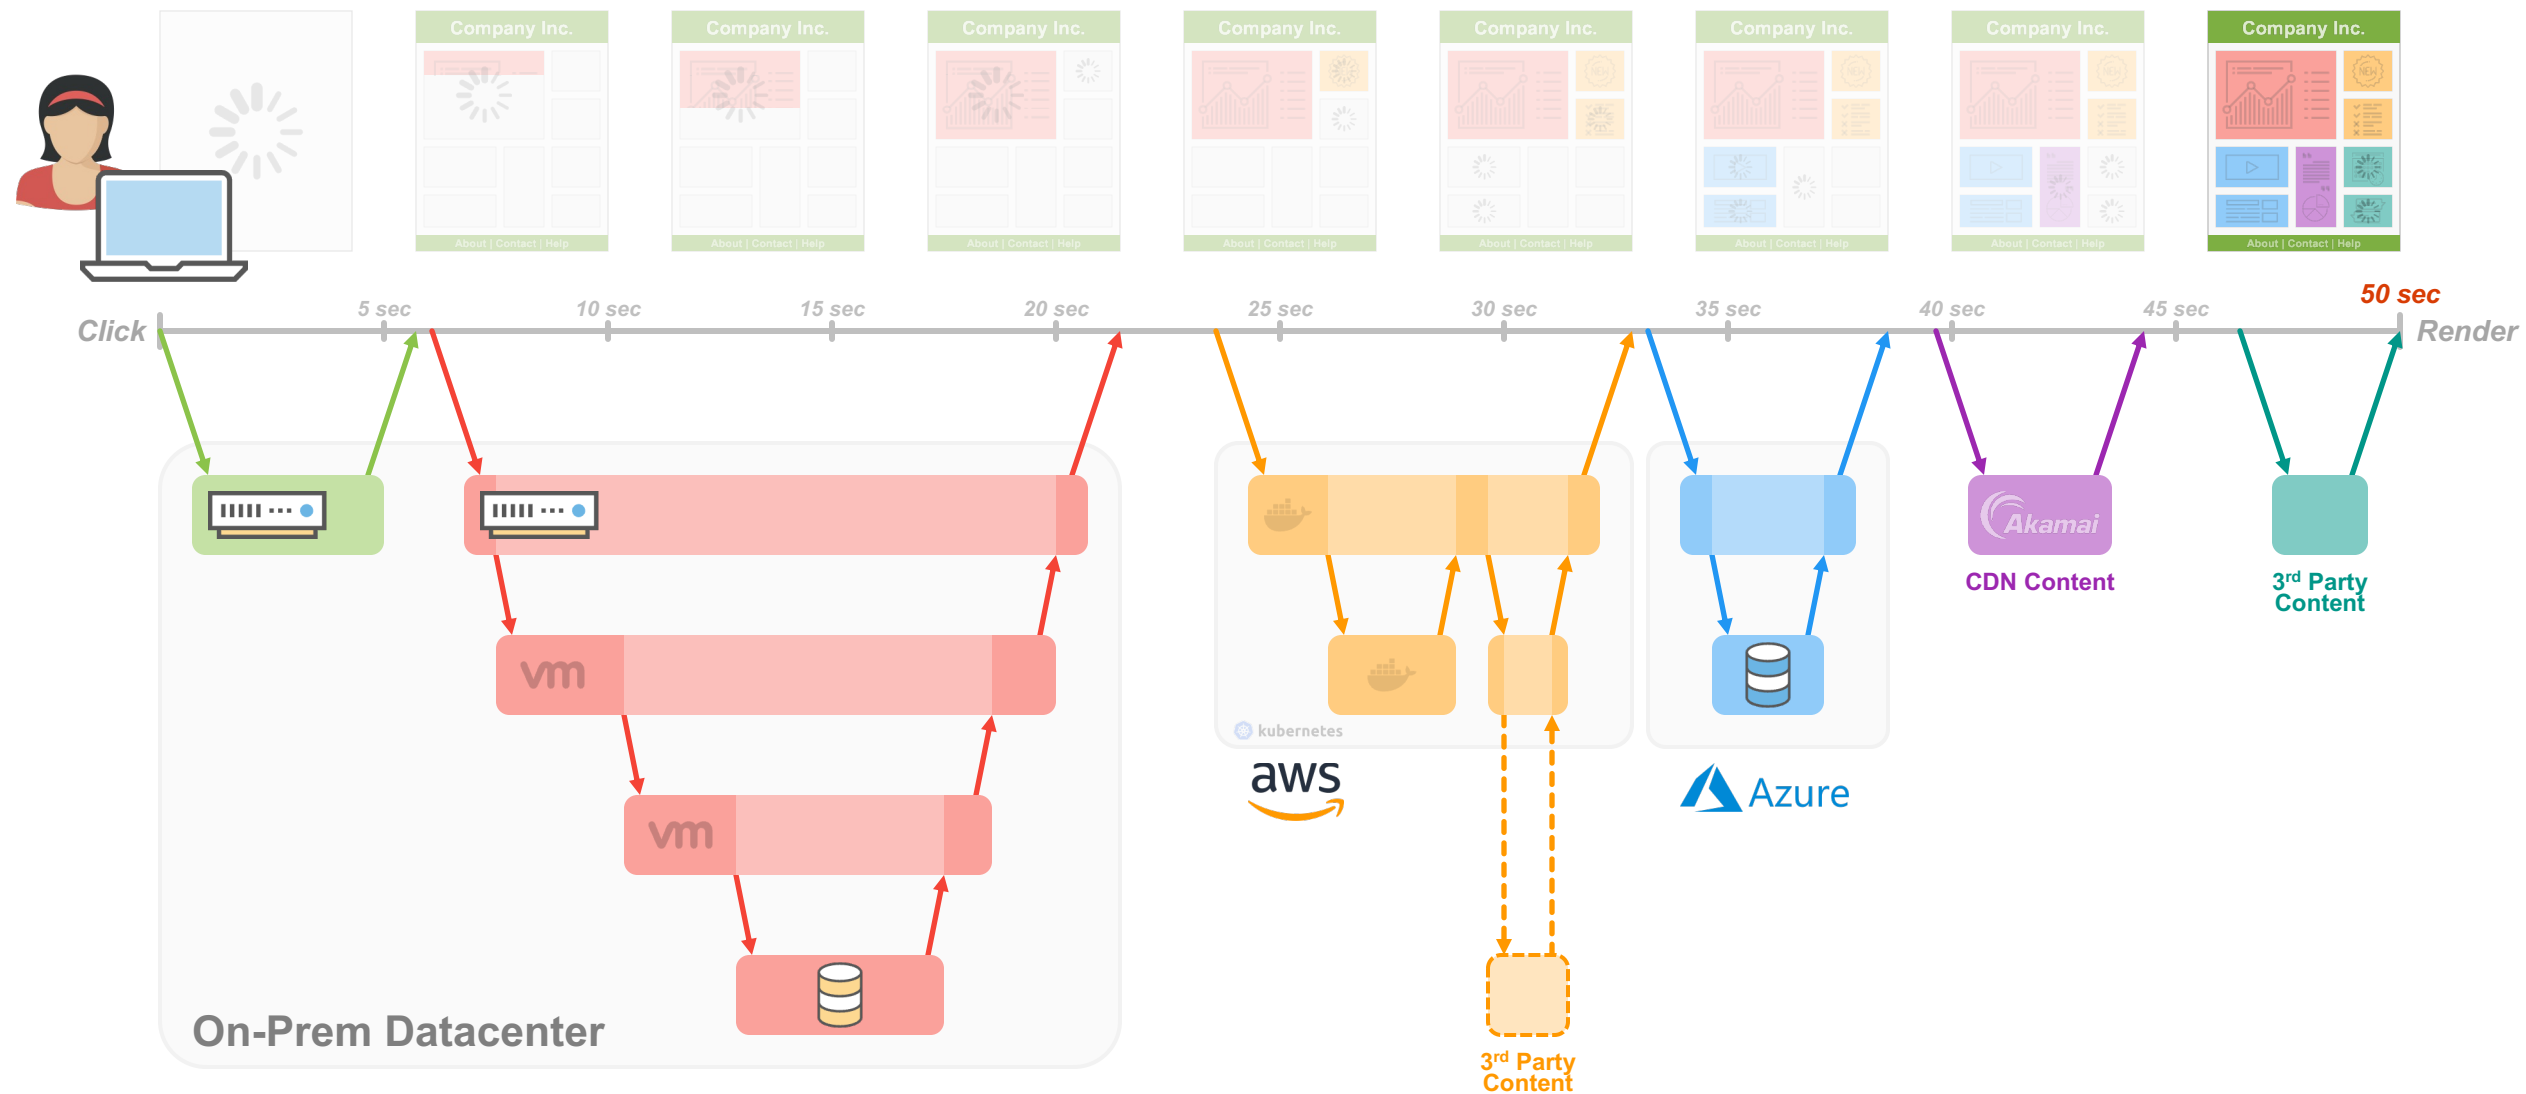 Company Inc.
Company Inc.
Company Inc.
Company Inc.
Company Inc.
Company Inc.
Company Inc.
Company Inc.
NEW
NEW
NEW
NEW
About | Contact | Help
About | Contact | Help
About | Contact | Help
About | Contact | Help
About | Contact | Help
About | Contact | Help
About | Contact | Help
About | Contact | Help
5 sec
10 sec
15 sec
20 sec
25 sec
30 sec
35 sec
40 sec
45 sec
50 sec
Click
Render
Akamai
CDN Content
3rd Party
Content
vm
vm
kubernetes
aws
Azure
On-Prem Datacenter
3rd Party
Content